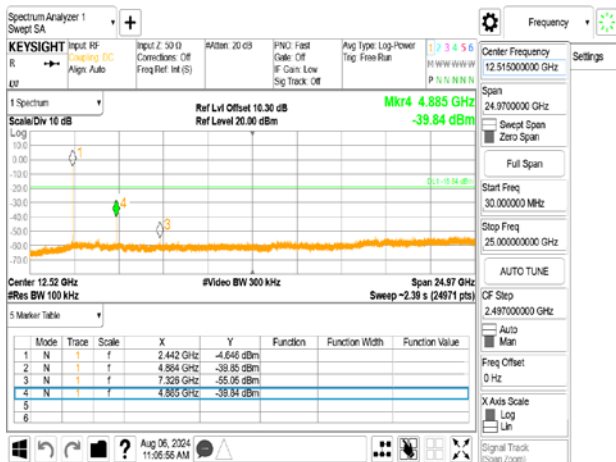 Spectrum Analyzer 1
Swept SA
Frequency
KEYSIGHT Input: RF Input Z: 50 Ω #Atten: 20 dB PNO: Fast Avg Type: Log-Power 1 2 3 4 5 6
R Coupling: DC Corrections: Off Gate: Off Trig: Free Run M W W W W W
Align: Auto Freq Ref: Int (S) IF Gain: Low
Sig Track: Off P N N N N N
1 Spectrum
Scale/Div 10 dB
Ref Lvl Offset 10.30 dB
Ref Level 20.00 dBm
Mkr4 4.885 GHz
-39.84 dBm
Log
10.0
0.00
-10.0
-20.0
-30.0
-40.0
-50.0
-60.0
-70.0
1
4
3
Center 12.52 GHz #Video BW 300 kHz Span 24.97 GHz
#Res BW 100 kHz Sweep ~2.39 s (24971 pts)
5 Marker Table
Mode Trace Scale X Y Function Function Width Function Value
1 N 1 f 2.442 GHz -4.646 dBm
2 N 1 f 4.884 GHz -39.85 dBm
3 N 1 f 7.326 GHz -55.05 dBm
4 N 1 f 4.885 GHz -39.84 dBm
5
6
Aug 06, 2024
11:05:55 AM
Center Frequency
12.515000000 GHz
Settings
Span
24.9700000 GHz
Swept Span
Zero Span
Full Span
Start Freq
30.000000 MHz
Stop Freq
25.000000000 GHz
AUTO TUNE
CF Step
2.497000000 GHz
Auto
Man
Freq Offset
0 Hz
X Axis Scale
Log
Lin
Signal Track
(Span Zoom)